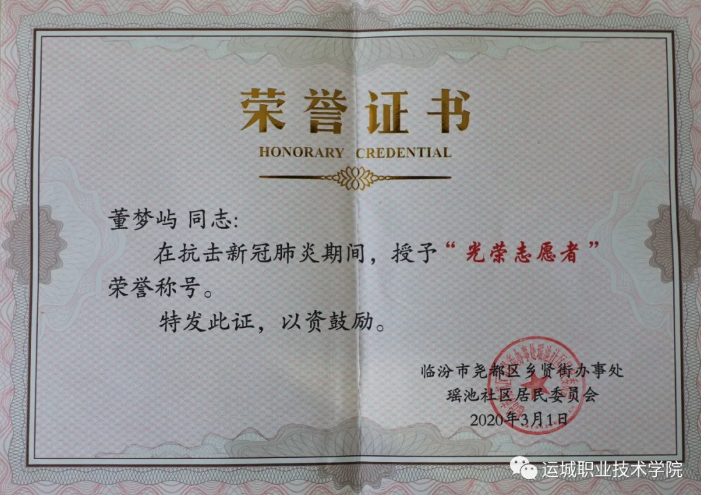 荣誉证书
HONORARY CREDENTIAL
董梦屿 同志:
在抗击新冠肺炎期间，授予“光荣志愿者”
荣誉称号。
特发此证，以资鼓励。
临汾市尧都区乡贤街办事处
瑶池社区居民委员会
2020年3月1日
运城职业技术学院